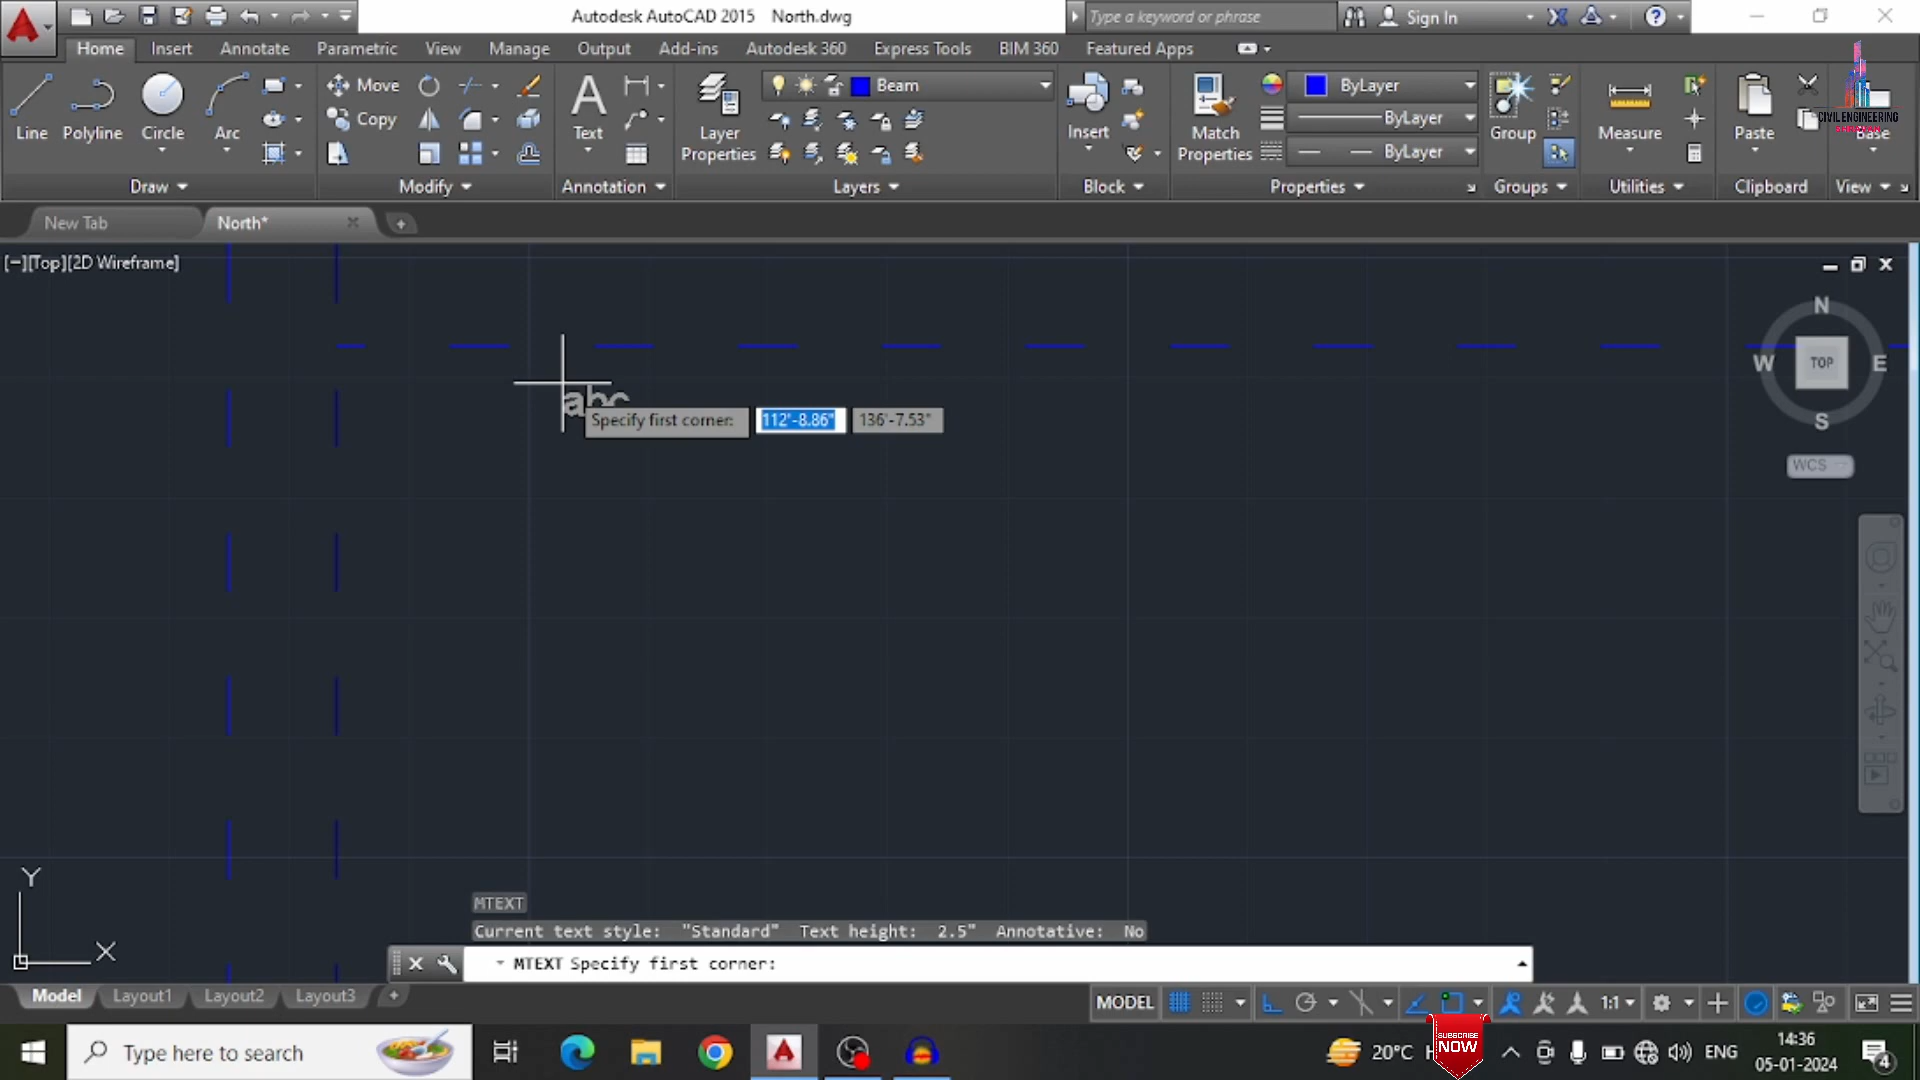 Autodesk AutoCAD 2015 North.dwg
Type a keyword or phrase
Sign In
Home Insert Annotate Parametric View Manage Output Add-ins Autodesk 360 Express Tools BIM 360 Featured Apps
Line Polyline Circle Arc
Draw
Move
Copy
Modify
Text
Annotation
Layer Properties
Beam
Layers
Insert
Block
Match Properties
ByLayer
ByLayer
ByLayer
Properties
Group
Groups
Measure
Utilities
Paste
Clipboard
Base
View
CIVIL ENGINEERING
New Tab North*
[−][Top][2D Wireframe]
N
W TOP E
S
WCS
abc
Specify first corner: 112'-8.86" 136'-7.53"
Y
X
MTEXT
Current text style: "Standard" Text height: 2.5" Annotative: No
MTEXT Specify first corner:
Model Layout1 Layout2 Layout3
MODEL 1:1
SUBSCRIBE
NOW
Type here to search
20°C
ENG
14:36
05-01-2024
4